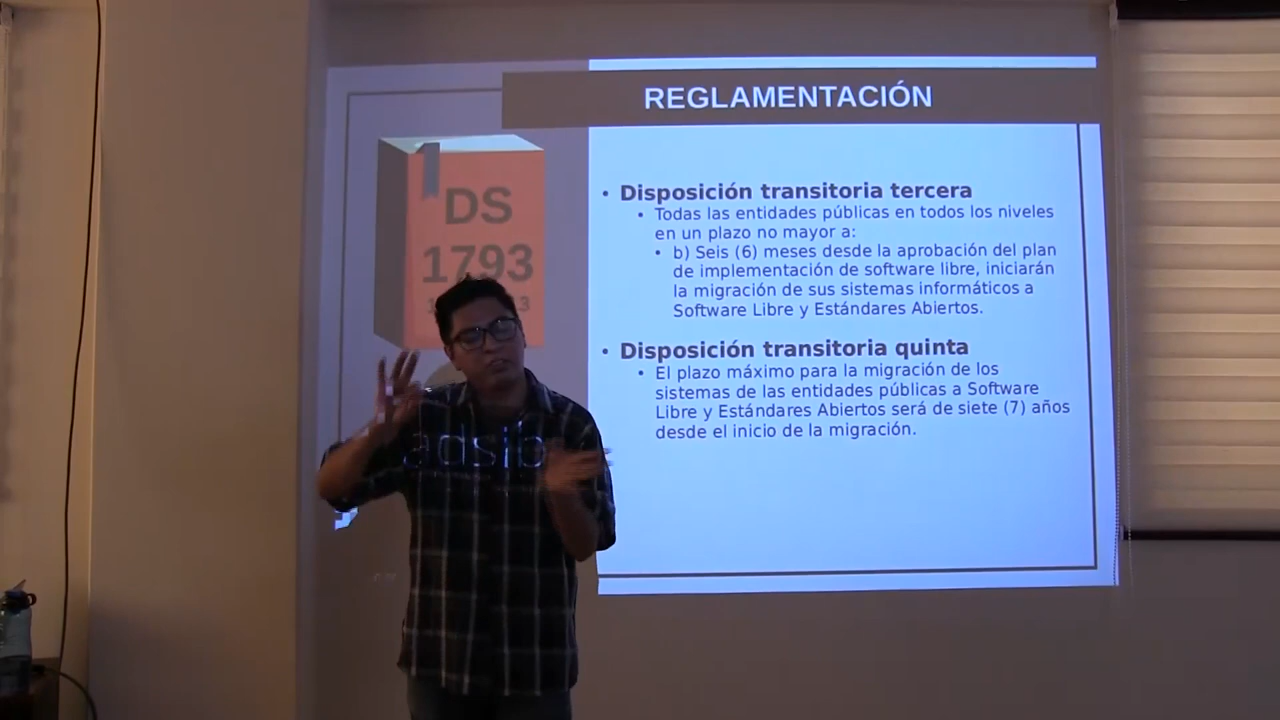 REGLAMENTACIÓN
DS
1793
• Disposición transitoria tercera
• Todas las entidades públicas en todos los niveles
en un plazo no mayor a:
• b) Seis (6) meses desde la aprobación del plan
de implementación de software libre, iniciarán
la migración de sus sistemas informáticos a
Software Libre y Estándares Abiertos.
• Disposición transitoria quinta
• El plazo máximo para la migración de los
sistemas de las entidades públicas a Software
Libre y Estándares Abiertos será de siete (7) años
desde el inicio de la migración.
adsib